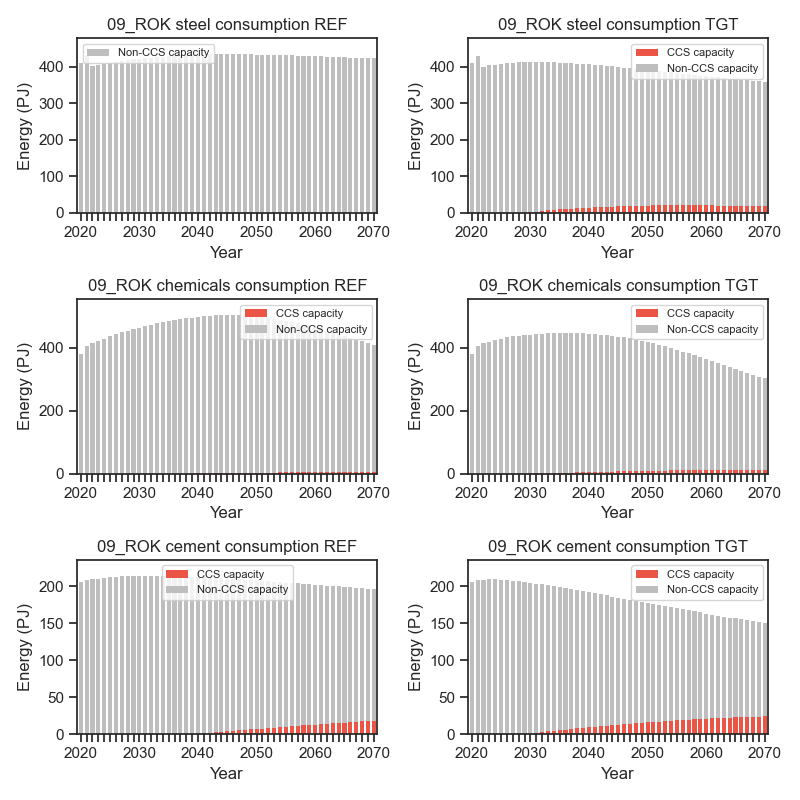 09_ROK steel consumption REF
Energy (PJ)
400
300
200
100
0
Non-CCS capacity
2020 2030 2040 2050 2060 2070
Year
09_ROK steel consumption TGT
Energy (PJ)
400
300
200
100
0
CCS capacity
Non-CCS capacity
2020 2030 2040 2050 2060 2070
Year
09_ROK chemicals consumption REF
Energy (PJ)
400
200
0
CCS capacity
Non-CCS capacity
2020 2030 2040 2050 2060 2070
Year
09_ROK chemicals consumption TGT
Energy (PJ)
400
200
0
CCS capacity
Non-CCS capacity
2020 2030 2040 2050 2060 2070
Year
09_ROK cement consumption REF
Energy (PJ)
200
150
100
50
0
CCS capacity
Non-CCS capacity
2020 2030 2040 2050 2060 2070
Year
09_ROK cement consumption TGT
Energy (PJ)
200
150
100
50
0
CCS capacity
Non-CCS capacity
2020 2030 2040 2050 2060 2070
Year